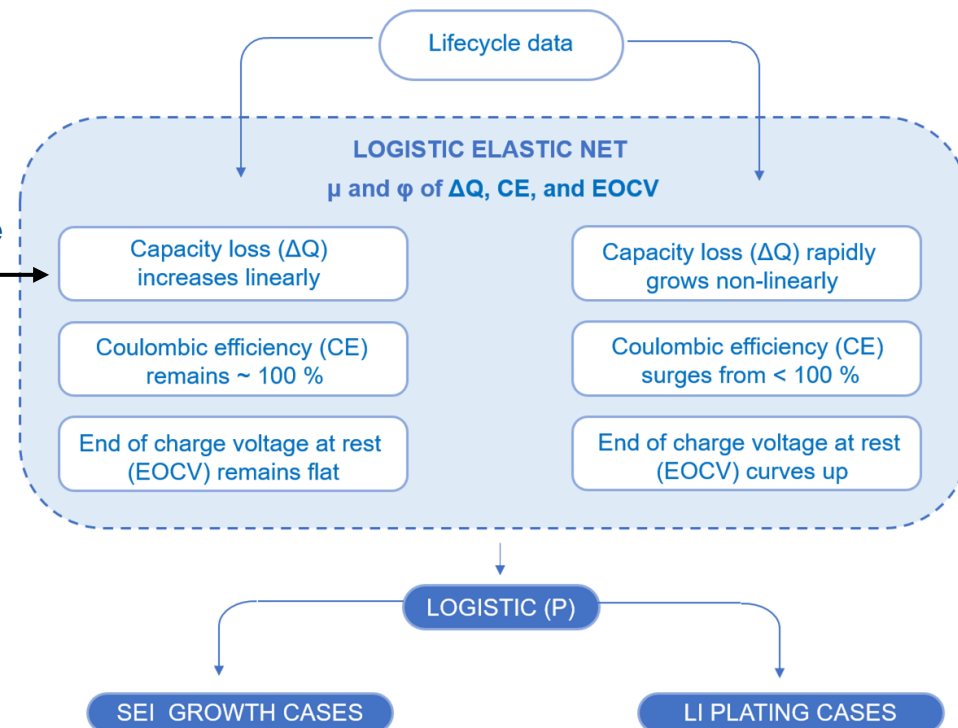 Lifecycle data
LOGISTIC ELASTIC NET
μ and φ of ΔQ, CE, and EOCV
Capacity loss (ΔQ)
increases linearly
Coulombic efficiency (CE)
remains ~ 100 %
End of charge voltage at rest
(EOCV) remains flat
Capacity loss (ΔQ) rapidly
grows non-linearly
Coulombic efficiency (CE)
surges from < 100 %
End of charge voltage at rest
(EOCV) curves up
LOGISTIC (P)
SEI GROWTH CASES
LI PLATING CASES